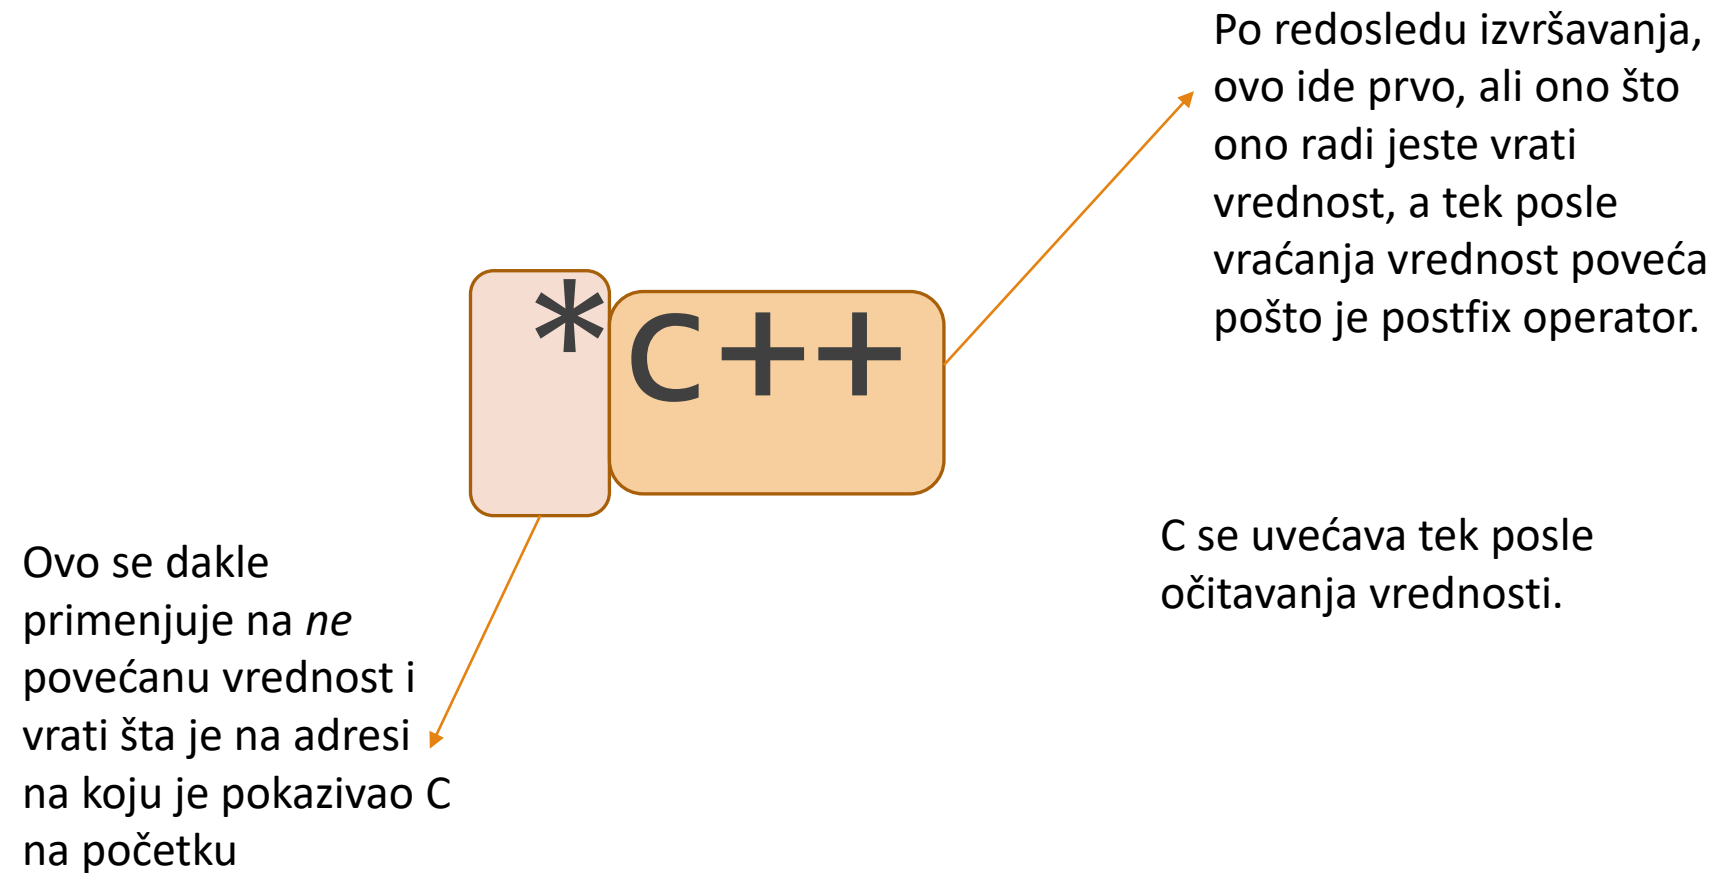 Po redosledu izvršavanja,
ovo ide prvo, ali ono što
ono radi jeste vrati
vrednost, a tek posle
vraćanja vrednost poveća
pošto je postfix operator.
*c++
C se uvećava tek posle
očitavanja vrednosti.
Ovo se dakle
primenjuje na ne
povećanu vrednost i
vrati šta je na adresi
na koju je pokazivao C
na početku